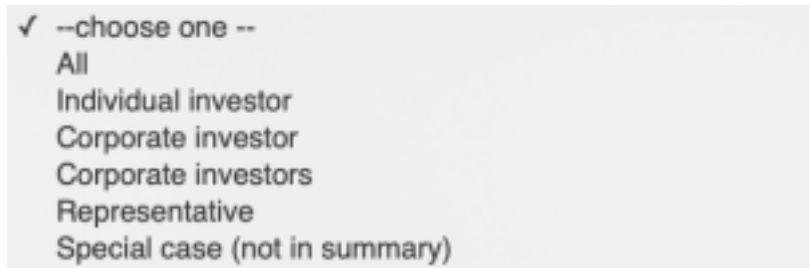 ✓ --choose one --
All
Individual investor
Corporate investor
Corporate investors
Representative
Special case (not in summary)